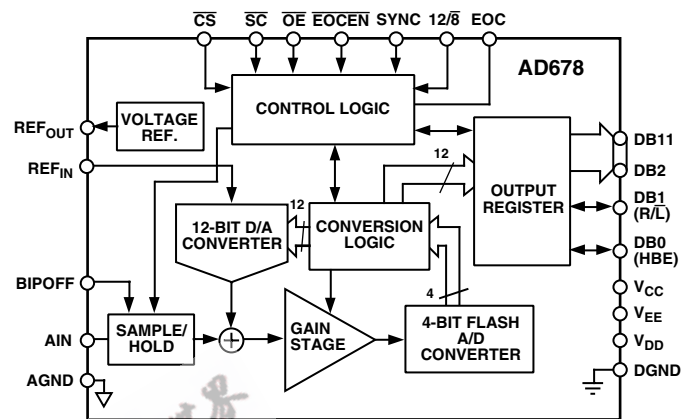 CS SC OE EOCEN SYNC 12/8 EOC
AD678
CONTROL LOGIC
REFOUT
VOLTAGE
REF.
REFIN
12
OUTPUT
REGISTER
DB11
DB2
DB1
(R/L)
DB0
(HBE)
12-BIT D/A
CONVERTER
12
CONVERSION
LOGIC
BIPOFF
4
VCC
VEE
VDD
DGND
AIN
SAMPLE/
HOLD
+
GAIN
STAGE
4-BIT FLASH
A/D
CONVERTER
AGND